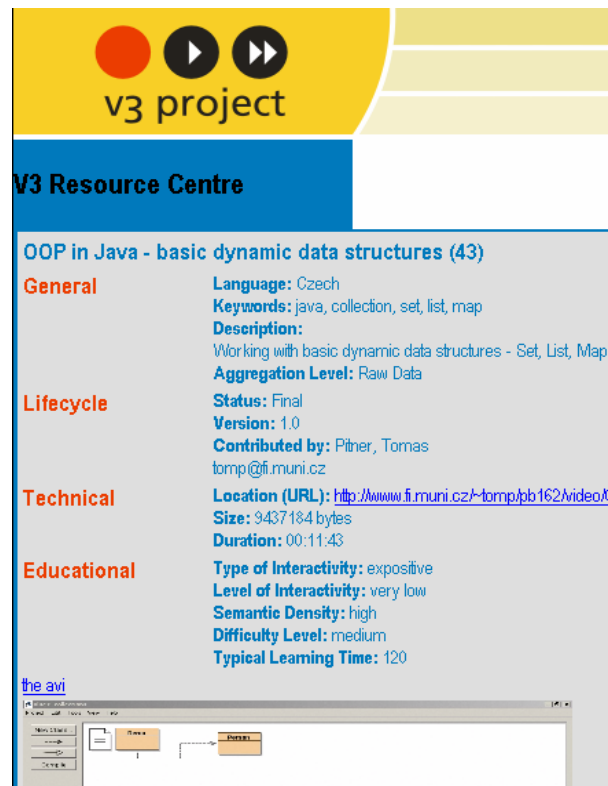 v3 project
V3 Resource Centre
OOP in Java - basic dynamic data structures (43)
General
Language: Czech
Keywords: java, collection, set, list, map
Description:
Working with basic dynamic data structures - Set, List, Map
Aggregation Level: Raw Data
Lifecycle
Status: Final
Version: 1.0
Contributed by: Pitner, Tomas
tomp@fi.muni.cz
Technical
Location (URL): http://www.fi.muni.cz/~tomp/pb162/video/
Size: 9437184 bytes
Duration: 00:11:43
Educational
Type of Interactivity: expositive
Level of Interactivity: very low
Semantic Density: high
Difficulty Level: medium
Typical Learning Time: 120
the avi
Compile
Person